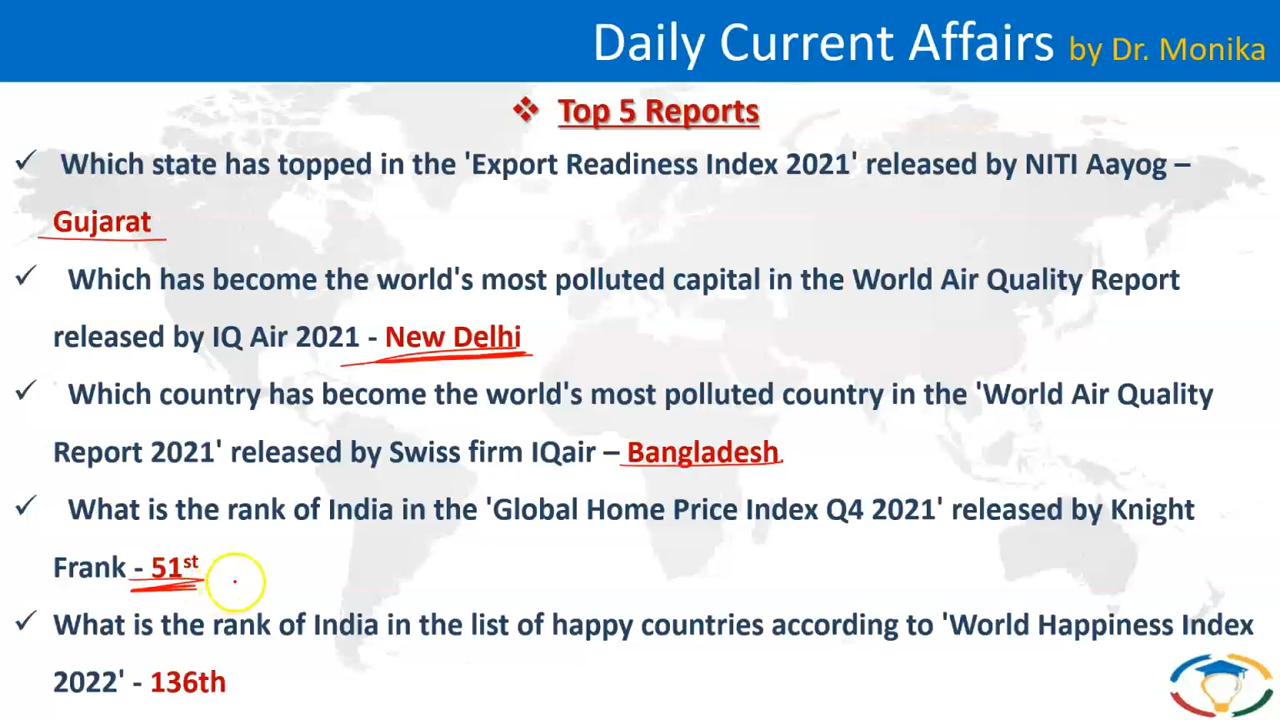 Daily Current Affairs by Dr. Monika
Top 5 Reports
Which state has topped in the 'Export Readiness Index 2021' released by NITI Aayog –
Gujarat
Which has become the world's most polluted capital in the World Air Quality Report
released by IQ Air 2021 - New Delhi
Which country has become the world's most polluted country in the 'World Air Quality
Report 2021' released by Swiss firm IQair – Bangladesh
What is the rank of India in the 'Global Home Price Index Q4 2021' released by Knight
Frank - 51st
What is the rank of India in the list of happy countries according to 'World Happiness Index
2022' - 136th